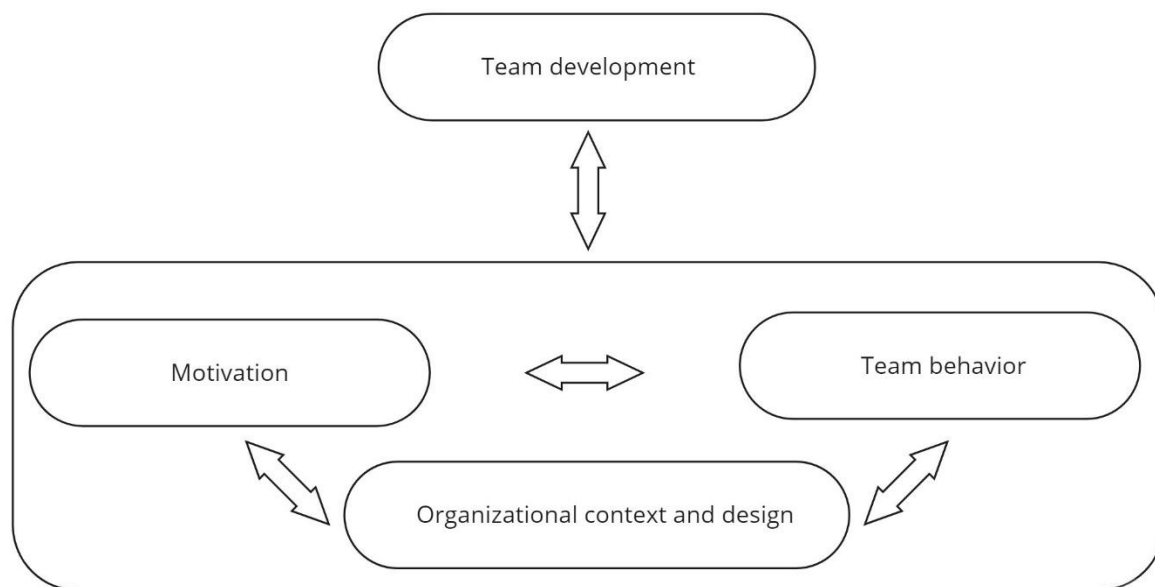 Team development
Motivation
Team behavior
Organizational context and design